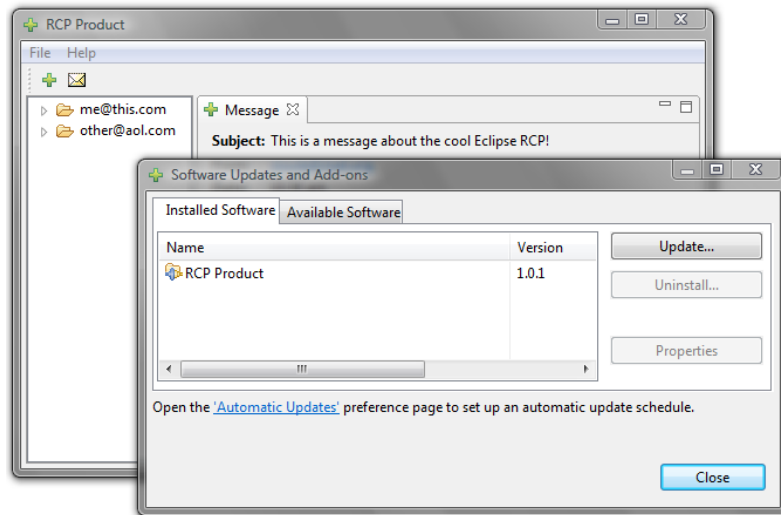 RCP Product
File Help
me@this.com
other@aol.com
Message
Subject: This is a message about the cool Eclipse RCP!
Software Updates and Add-ons
Installed Software Available Software
Name Version
RCP Product 1.0.1
Update...
Uninstall...
Properties
Open the 'Automatic Updates' preference page to set up an automatic update schedule.
Close